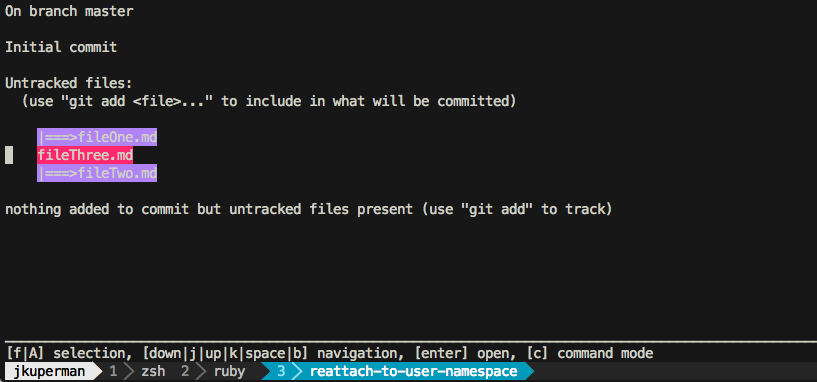 On branch master
Initial commit
Untracked files:
(use "git add <file>..." to include in what will be committed)
|===>fileOne.md
fileThree.md
|===>fileTwo.md
nothing added to commit but untracked files present (use "git add" to track)
[f|A] selection, [down|j|up|k|space|b] navigation, [enter] open, [c] command mode
jkuperman 1 zsh 2 ruby 3 reattach-to-user-namespace